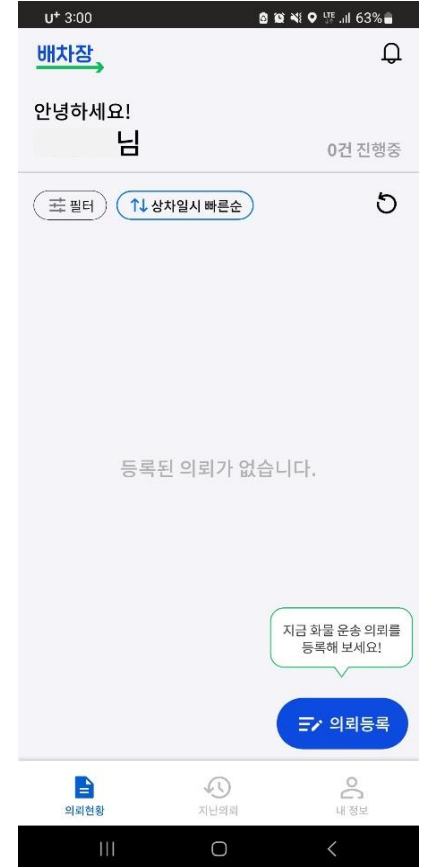 U+ 3:00 LTE 63%
배차장
안녕하세요!
님
0건 진행중
필터 상차일시 빠른순
등록된 의뢰가 없습니다.
지금 화물 운송 의뢰를
등록해 보세요!
의뢰등록
의뢰현황 지난의뢰 내 정보